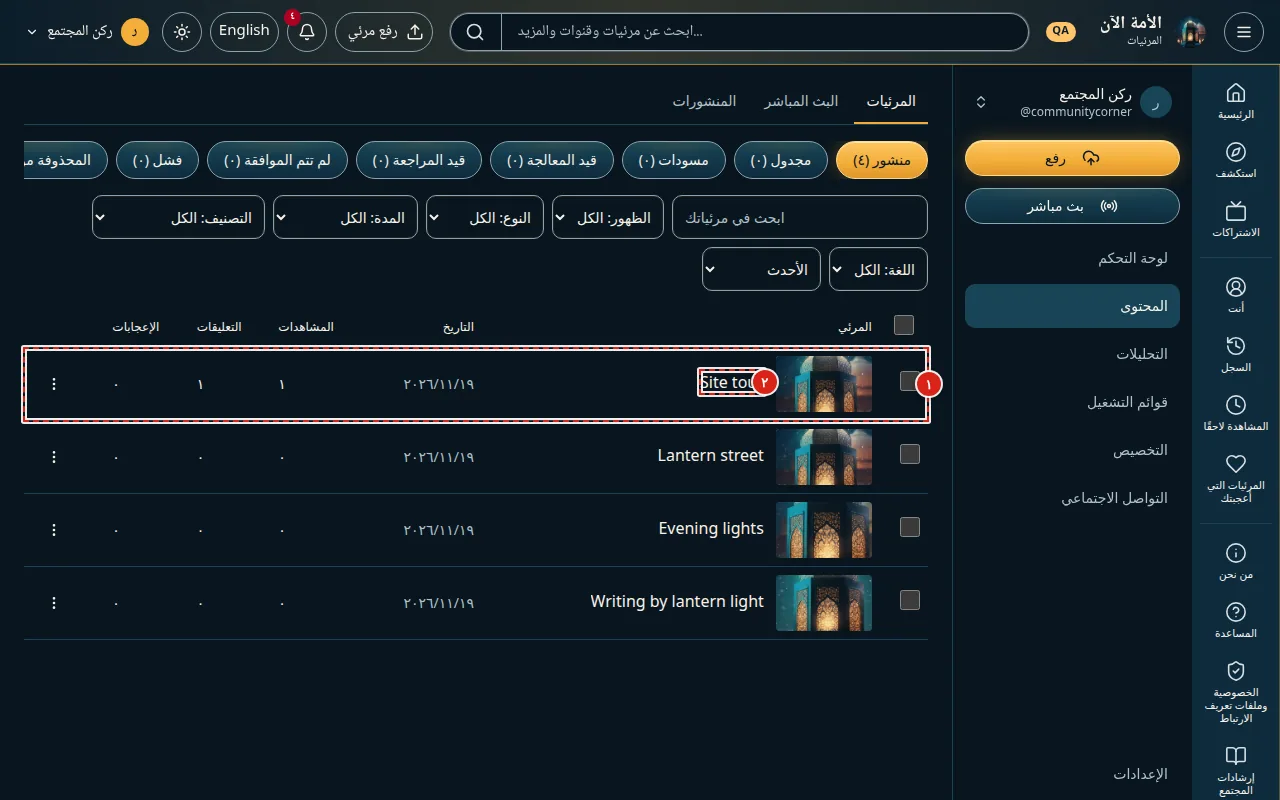 الأمة الآن
المرئيات
QA
ابحث عن مرئيات وقنوات والمزيد...
رفع مرئي
٤
English
ر
ركن المجتمع
الرئيسية
استكشف
الاشتراكات
أنت
السجل
المشاهدة لاحقًا
المرئيات التي
أعجبتك
من نحن
المساعدة
الخصوصية
وملفات تعريف
الارتباط
إرشادات
المجتمع
ر
ركن المجتمع
@communitycorner
رفع
بث مباشر
لوحة التحكم
المحتوى
التحليلات
قوائم التشغيل
التخصيص
التواصل الاجتماعي
الإعدادات
المرئيات البث المباشر المنشورات
منشور (٤) مجدول (٠) مسودات (٠) قيد المعالجة (٠) قيد المراجعة (٠) لم تتم الموافقة (٠) فشل (٠) المحذوفة
ابحث في مرئياتك الظهور: الكل النوع: الكل المدة: الكل التصنيف: الكل
اللغة: الكل الأحدث
المرئي التاريخ المشاهدات التعليقات الإعجابات
١ ٢ Site tou ٢٠٢٦/١١/١٩ ١ ١ ٠
Lantern street ٢٠٢٦/١١/١٩ ٠ ٠ ٠
Evening lights ٢٠٢٦/١١/١٩ ٠ ٠ ٠
Writing by lantern light ٢٠٢٦/١١/١٩ ٠ ٠ ٠